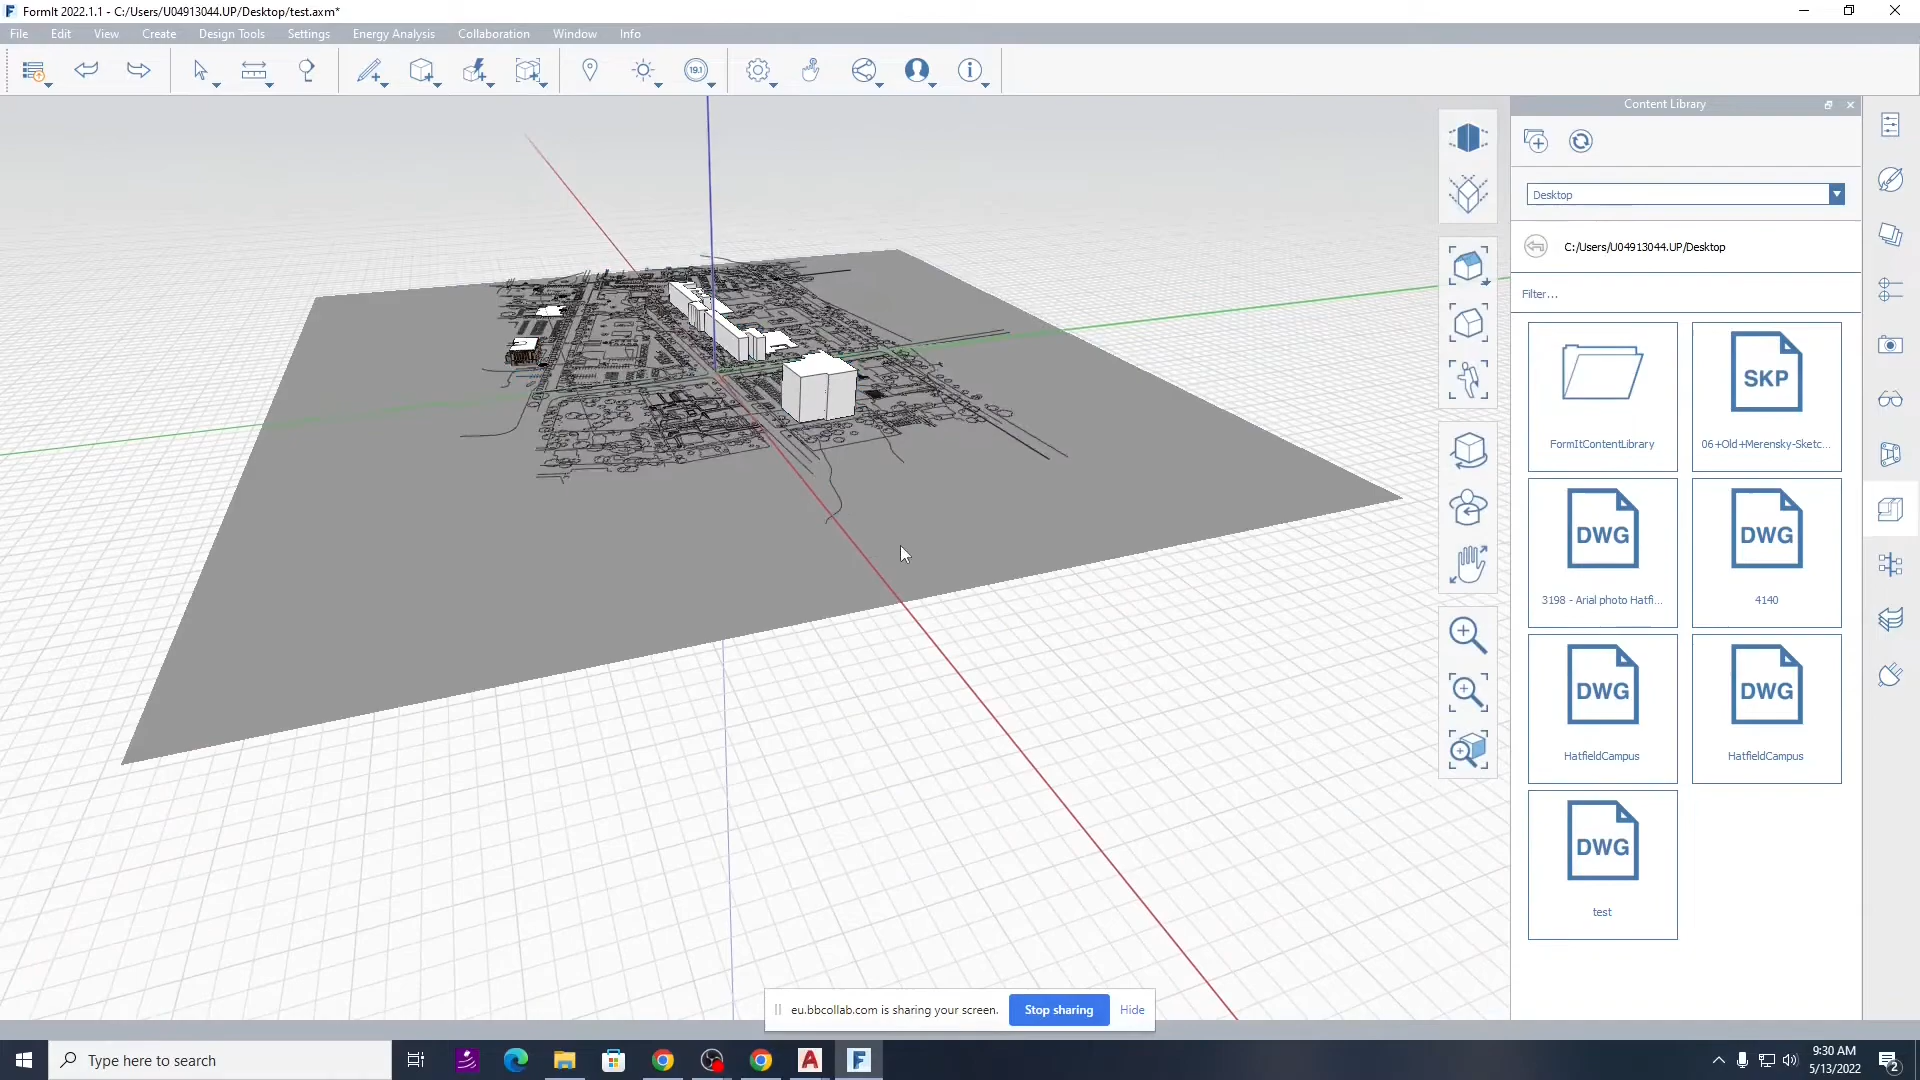 FormIt 2022.1.1 - C:/Users/U04913044.UP/Desktop/test.axm*
File Edit View Create Design Tools Settings Energy Analysis Collaboration Window Info
19.1
Content Library
Desktop
C:/Users/U04913044.UP/Desktop
Filter...
SKP
FormItContentLibrary
06+Old+Merensky-Sketc...
DWG
DWG
3198 - Arial photo Hatfi...
4140
DWG
DWG
HatfieldCampus
HatfieldCampus
DWG
test
eu.bbcollab.com is sharing your screen. Stop sharing Hide
Type here to search
9:30 AM
5/13/2022
2